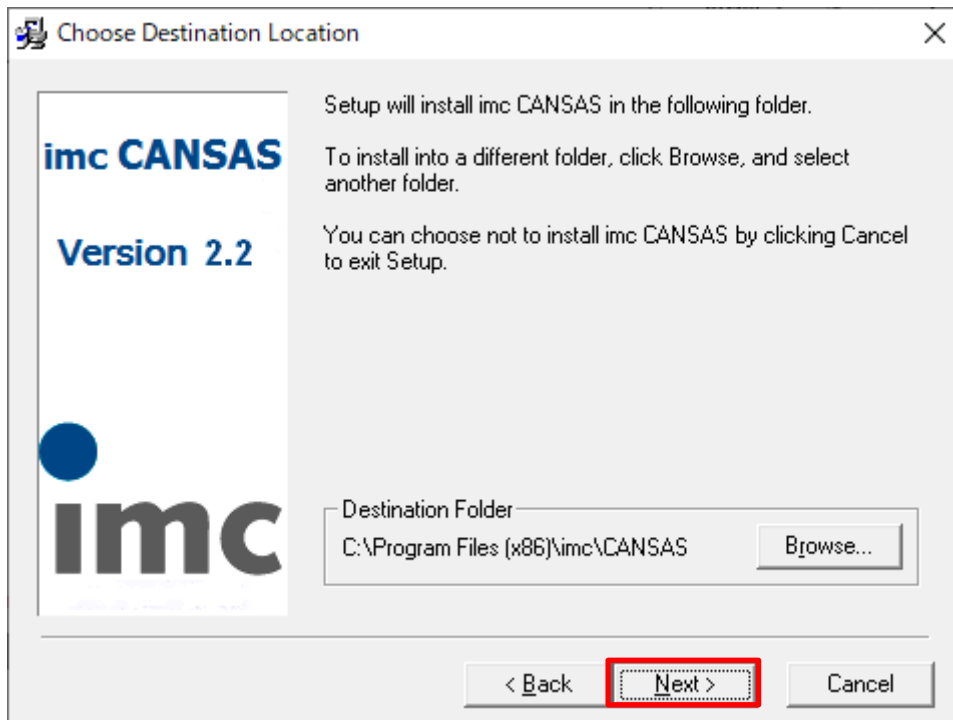 Choose Destination Location
imc CANSAS
Version 2.2
imc
Setup will install imc CANSAS in the following folder.
To install into a different folder, click Browse, and select
another folder.
You can choose not to install imc CANSAS by clicking Cancel
to exit Setup.
Destination Folder
C:\Program Files (x86)\imc\CANSAS
Browse...
< Back
Next >
Cancel